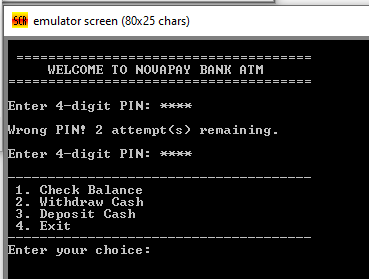 SCR emulator screen (80x25 chars)
======================================
WELCOME TO NOVAPAY BANK ATM
======================================
Enter 4-digit PIN: ****
Wrong PIN! 2 attempt(s) remaining.
Enter 4-digit PIN: ****
--------------------------------------
1. Check Balance
2. Withdraw Cash
3. Deposit Cash
4. Exit
--------------------------------------
Enter your choice: